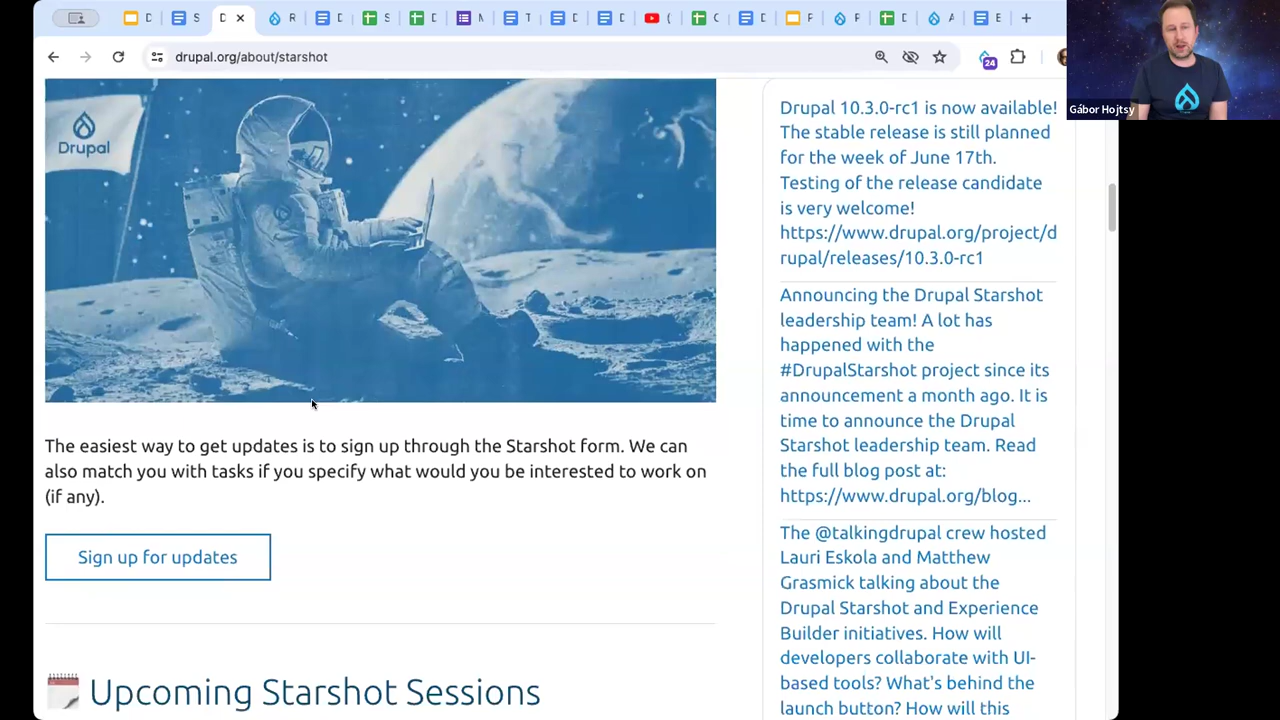 D
S
D
R
D
S
D
M
T
D
D
(
C
D
P
P
D
A
E
drupal.org/about/starshot
24
Gábor Hojtsy
Drupal
The easiest way to get updates is to sign up through the Starshot form. We can
also match you with tasks if you specify what would you be interested to work on
(if any).
Sign up for updates
Upcoming Starshot Sessions
Drupal 10.3.0-rc1 is now available!
The stable release is still planned
for the week of June 17th.
Testing of the release candidate
is very welcome!
https://www.drupal.org/project/d
rupal/releases/10.3.0-rc1
Announcing the Drupal Starshot
leadership team! A lot has
happened with the
#DrupalStarshot project since its
announcement a month ago. It is
time to announce the Drupal
Starshot leadership team. Read
the full blog post at:
https://www.drupal.org/blog...
The @talkingdrupal crew hosted
Lauri Eskola and Matthew
Grasmick talking about the
Drupal Starshot and Experience
Builder initiatives. How will
developers collaborate with UI-
based tools? What's behind the
launch button? How will this